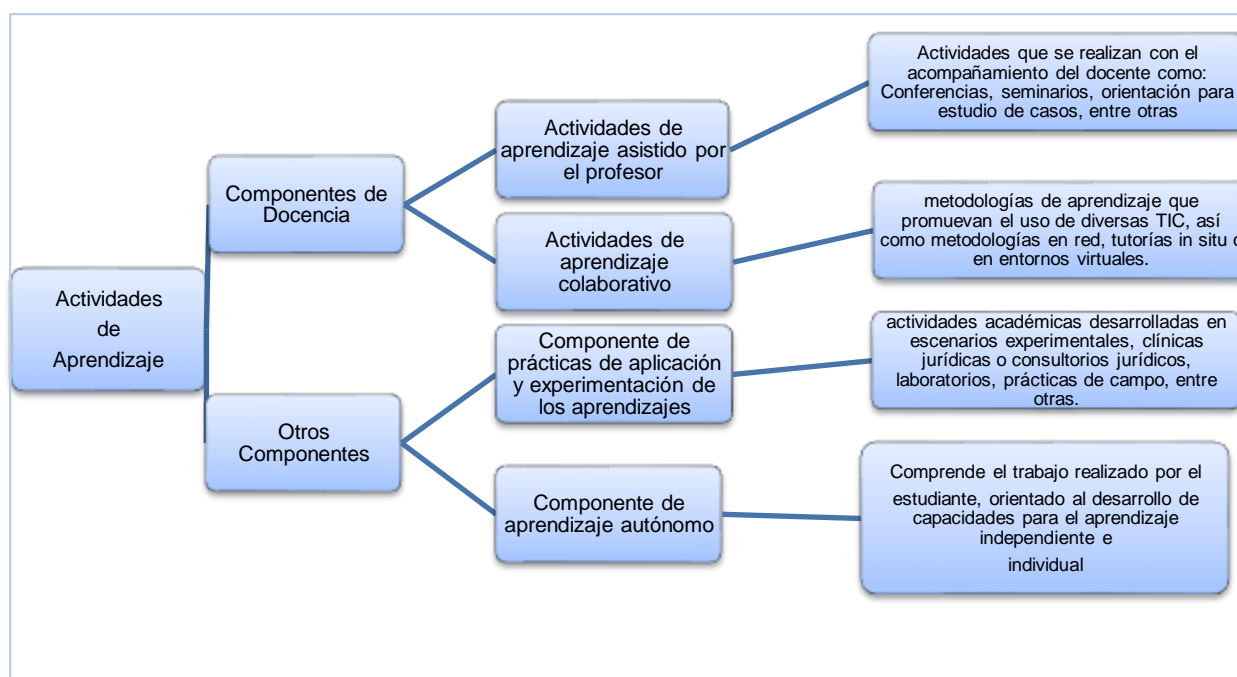 Actividades
de
Aprendizaje
Componentes de
Docencia
Actividades de
aprendizaje asistido por
el profesor
Actividades que se realizan con el
acompañamiento del docente como:
Conferencias, seminarios, orientación para
estudio de casos, entre otras
Actividades de
aprendizaje
colaborativo
metodologías de aprendizaje que
promuevan el uso de diversas TIC, así
como metodologías en red, tutorías in situ
en entornos virtuales.
Otros
Componentes
Componente de
prácticas de aplicación
y experimentación de
los aprendizajes
actividades académicas desarrolladas en
escenarios experimentales, clínicas
jurídicas o consultorios jurídicos,
laboratorios, prácticas de campo, entre
otras.
Componente de
aprendizaje autónomo
Comprende el trabajo realizado por el
estudiante, orientado al desarrollo de
capacidades para el aprendizaje
independiente e
individual